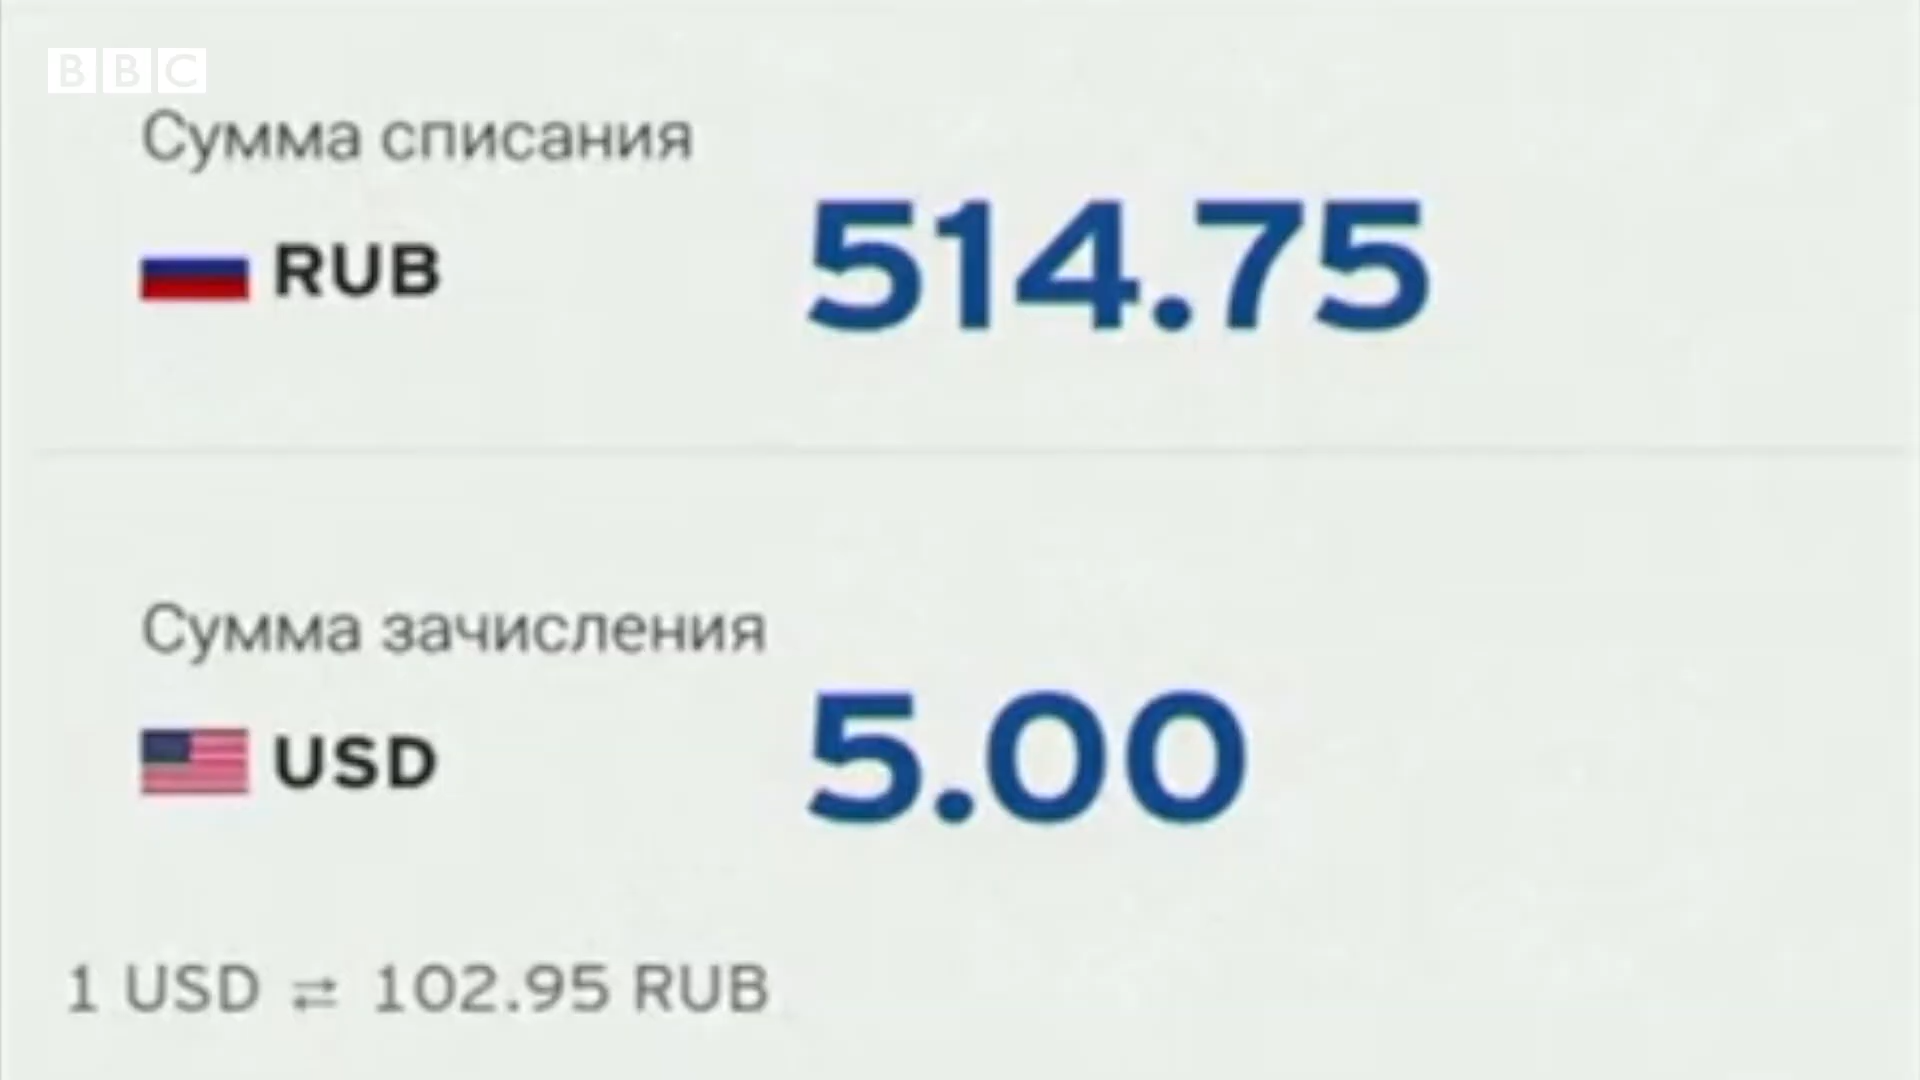 BBC
Сумма списания
RUB 514.75
Сумма зачисления
USD 5.00
1 USD ⇄ 102.95 RUB